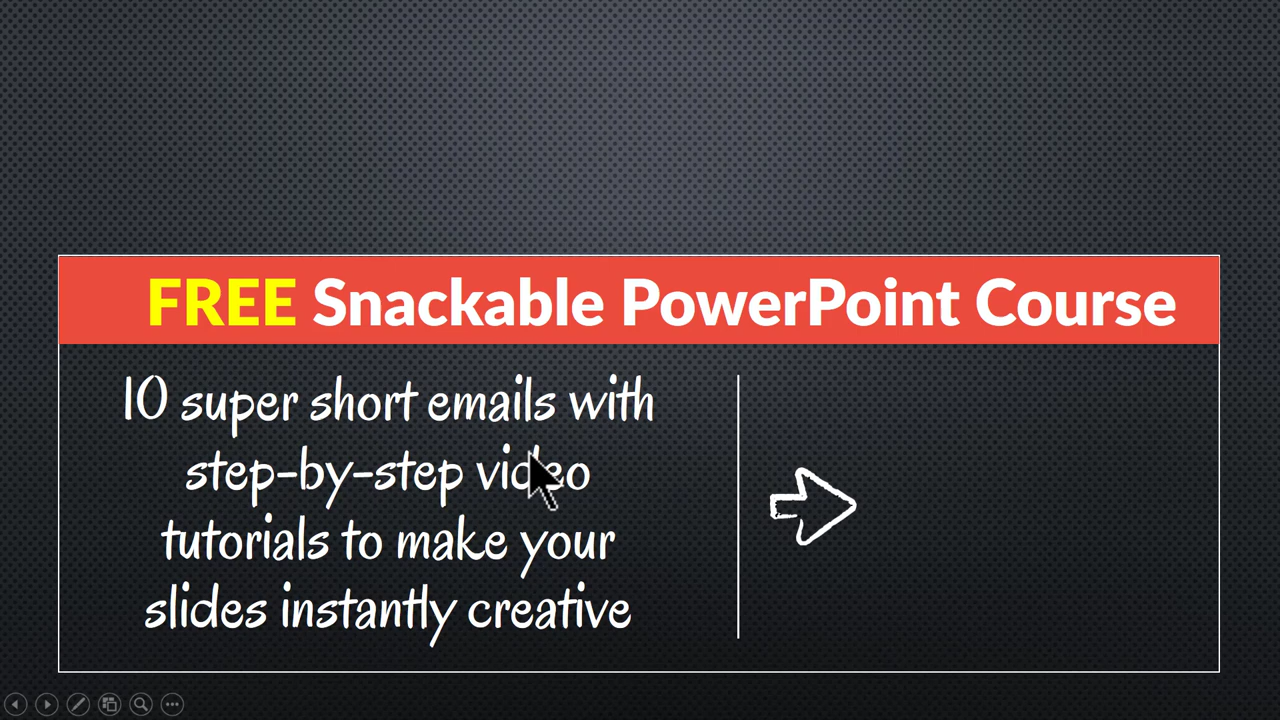 FREE Snackable PowerPoint Course
10 super short emails with
step-by-step video
tutorials to make your
slides instantly creative